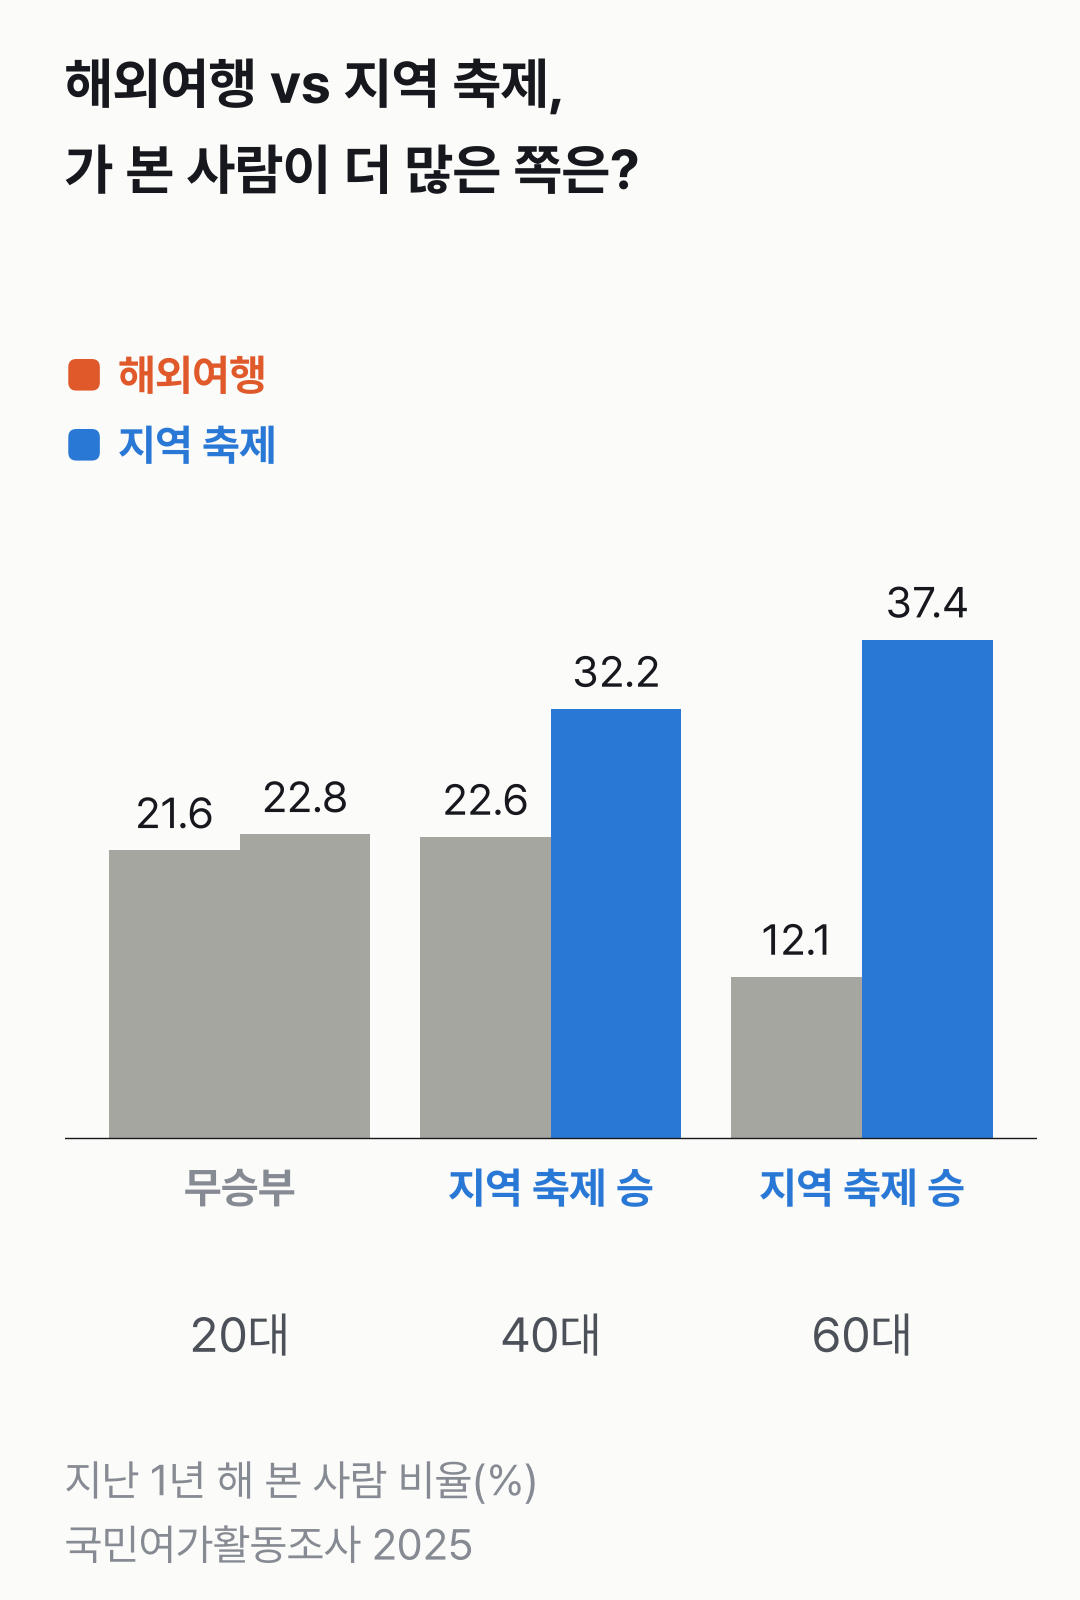 해외여행 vs 지역 축제,
가 본 사람이 더 많은 쪽은?
해외여행
지역 축제
21.6 22.8 22.6 32.2 12.1 37.4
무승부 지역 축제 승 지역 축제 승
20대 40대 60대
지난 1년 해 본 사람 비율(%)
국민여가활동조사 2025